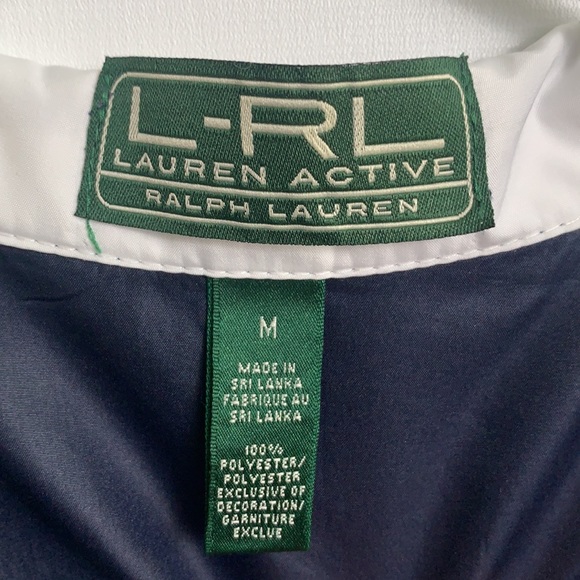 L-RL
LAUREN ACTIVE
RALPH LAUREN
M
MADE IN
SRI LANKA
FABRIQUE AU
SRI LANKA
100%
POLYESTER/
POLYESTER
EXCLUSIVE OF
DECORATION/
GARNITURE
EXCLUE